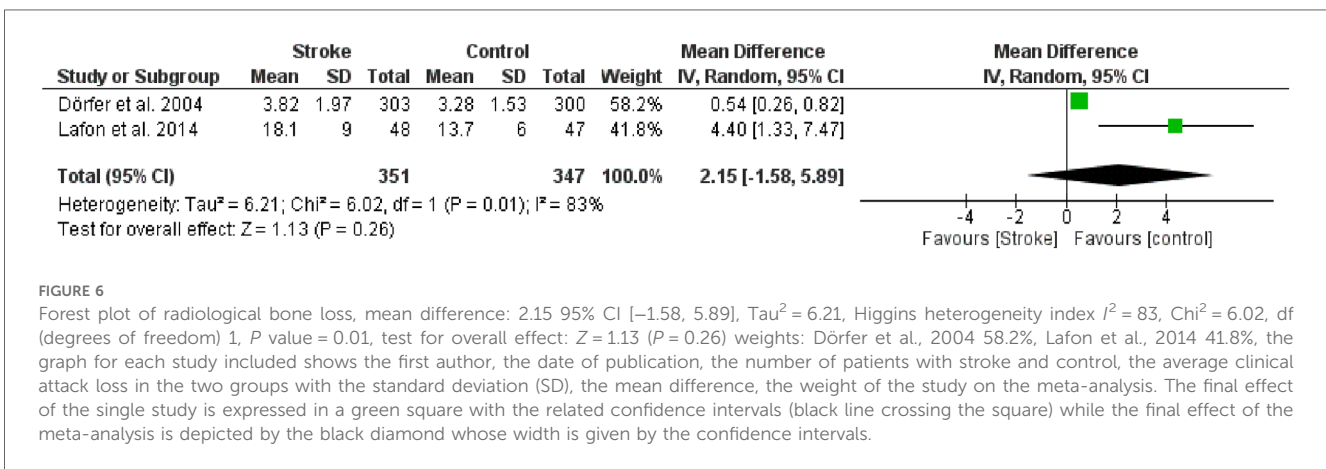 Stroke Control Mean Difference Mean Difference
Study or Subgroup Mean SD Total Mean SD Total Weight IV, Random, 95% CI IV, Random, 95% CI
Dörfer et al. 2004 3.82 1.97 303 3.28 1.53 300 58.2% 0.54 [0.26, 0.82]
Lafon et al. 2014 18.1 9 48 13.7 6 47 41.8% 4.40 [1.33, 7.47]
Total (95% CI) 351 347 100.0% 2.15 [-1.58, 5.89]
Heterogeneity: Tau² = 6.21; Chi² = 6.02, df = 1 (P = 0.01); I² = 83%
Test for overall effect: Z = 1.13 (P = 0.26)
-4 -2 0 2 4
Favours [Stroke] Favours [control]
FIGURE 6
Forest plot of radiological bone loss, mean difference: 2.15 95% CI [−1.58, 5.89], Tau² = 6.21, Higgins heterogeneity index I² = 83, Chi² = 6.02, df
(degrees of freedom) 1, P value = 0.01, test for overall effect: Z = 1.13 (P = 0.26) weights: Dörfer et al., 2004 58.2%, Lafon et al., 2014 41.8%, the
graph for each study included shows the first author, the date of publication, the number of patients with stroke and control, the average clinical
attack loss in the two groups with the standard deviation (SD), the mean difference, the weight of the study on the meta-analysis. The final effect
of the single study is expressed in a green square with the related confidence intervals (black line crossing the square) while the final effect of the
meta-analysis is depicted by the black diamond whose width is given by the confidence intervals.